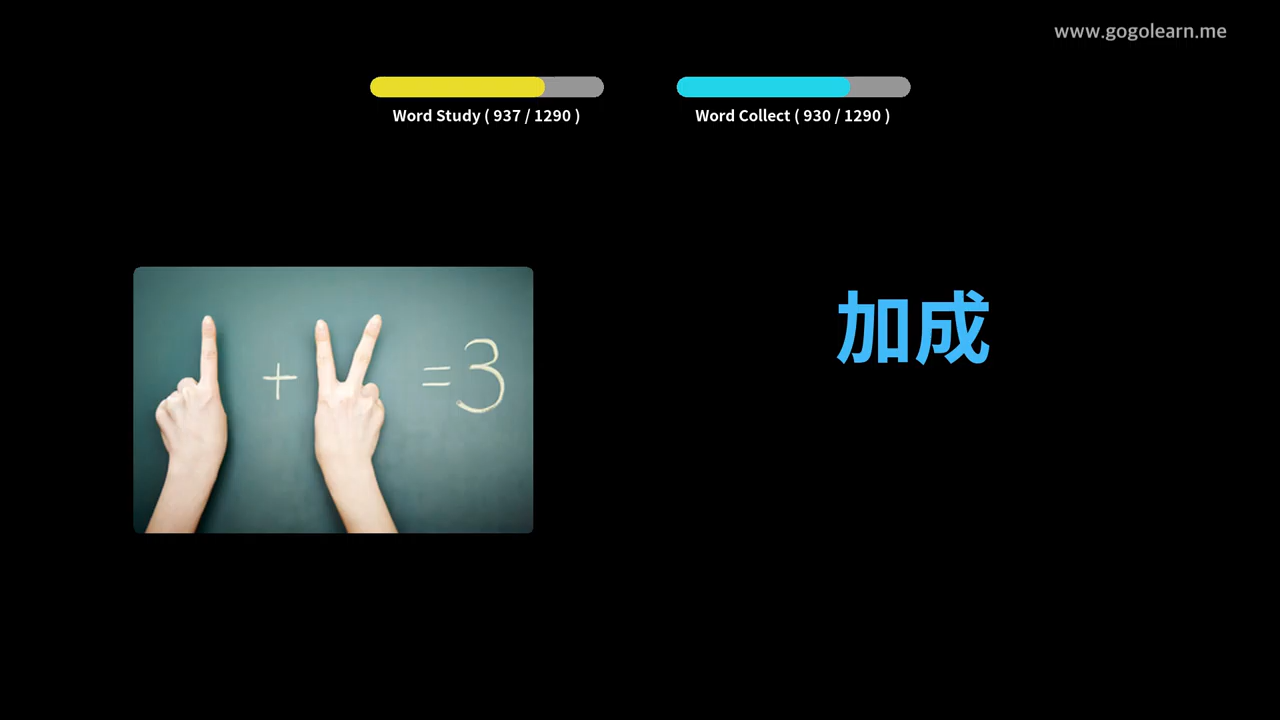 www.gogolearn.me
Word Study ( 937 / 1290 )
Word Collect ( 930 / 1290 )
+ =3
加成